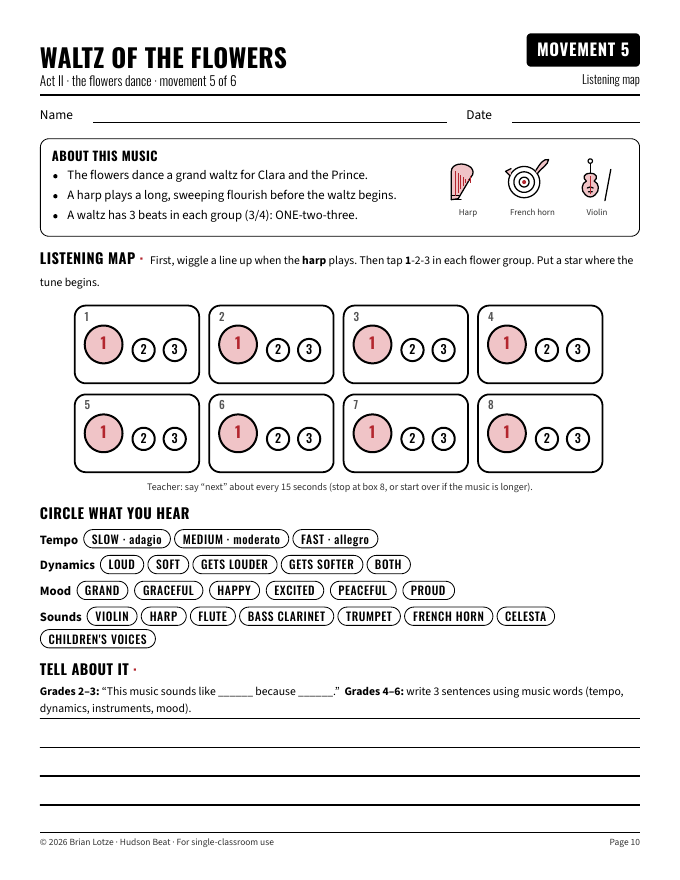 WALTZ OF THE FLOWERS
MOVEMENT 5
Act II · the flowers dance · movement 5 of 6
Listening map
Name
Date
ABOUT THIS MUSIC
• The flowers dance a grand waltz for Clara and the Prince.
• A harp plays a long, sweeping flourish before the waltz begins.
• A waltz has 3 beats in each group (3/4): ONE-two-three.
Harp French horn Violin
LISTENING MAP · First, wiggle a line up when the harp plays. Then tap 1-2-3 in each flower group. Put a star where the
tune begins.
1 2 3 4
1 2 3 1 2 3 1 2 3 1 2 3
5 6 7 8
1 2 3 1 2 3 1 2 3 1 2 3
Teacher: say “next” about every 15 seconds (stop at box 8, or start over if the music is longer).
CIRCLE WHAT YOU HEAR
Tempo SLOW · adagio MEDIUM · moderato FAST · allegro
Dynamics LOUD SOFT GETS LOUDER GETS SOFTER BOTH
Mood GRAND GRACEFUL HAPPY EXCITED PEACEFUL PROUD
Sounds VIOLIN HARP FLUTE BASS CLARINET TRUMPET FRENCH HORN CELESTA
CHILDREN'S VOICES
TELL ABOUT IT ·
Grades 2–3: “This music sounds like ______ because ______.” Grades 4–6: write 3 sentences using music words (tempo,
dynamics, instruments, mood).
© 2026 Brian Lotze · Hudson Beat · For single-classroom use
Page 10